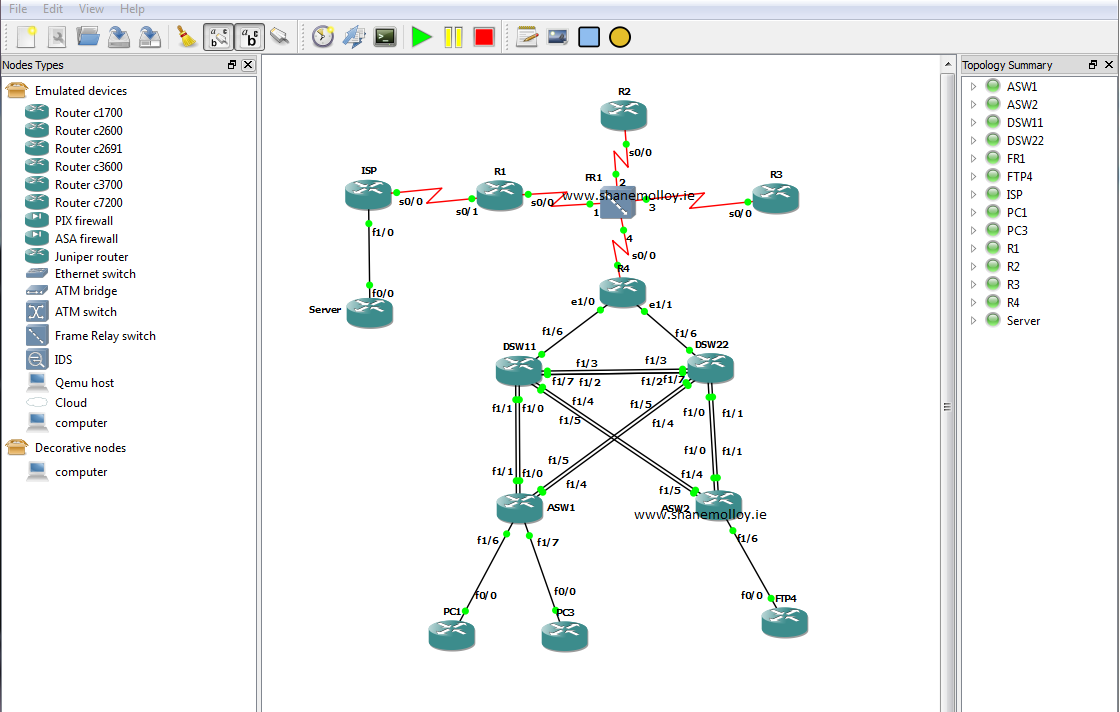 File Edit View Help
Nodes Types
Emulated devices
Router c1700
Router c2600
Router c2691
Router c3600
Router c3700
Router c7200
PIX firewall
ASA firewall
Juniper router
Ethernet switch
ATM bridge
ATM switch
Frame Relay switch
IDS
Qemu host
Cloud
computer
Decorative nodes
computer
R2
s0/0
ISP
R1
FR1
2
R3
www.shanemolloy.ie
s0/0
s0/1
s0/0
1
3
s0/0
f1/0
4
s0/0
R4
f0/0
Server
e1/0
e1/1
f1/6
f1/6
DSW11
DSW22
f1/3
f1/3
f1/7
f1/2
f1/2
f1/7
f1/1
f1/0
f1/4
f1/5
f1/5
f1/4
f1/0
f1/1
f1/0
f1/1
f1/1
f1/0
f1/5
f1/4
f1/4
f1/5
ASW1
ASW2
www.shanemolloy.ie
f1/6
f1/7
f1/6
f0/0
f0/0
f0/0
PC1
PC3
FTP4
Topology Summary
ASW1
ASW2
DSW11
DSW22
FR1
FTP4
ISP
PC1
PC3
R1
R2
R3
R4
Server